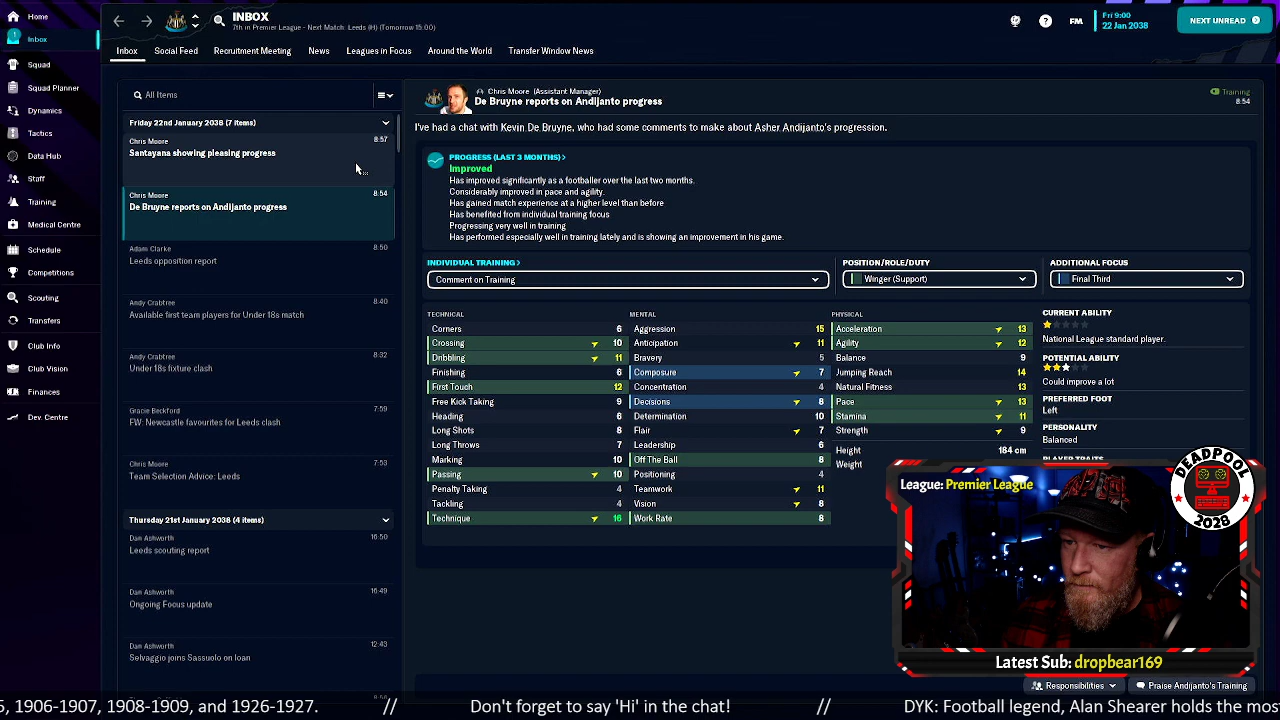 Home
INBOX
7th in Premier League - Next Match: Leeds (H) (Tomorrow 15:00)
FM
Fri 9:00
22 Jan 2038
NEXT UNREAD
Inbox
Inbox
Social Feed
Recruitment Meeting
News
Leagues in Focus
Around the World
Transfer Window News
Squad
Squad Planner
Dynamics
Tactics
Data Hub
Staff
Training
Medical Centre
Schedule
Competitions
Scouting
Transfers
Club Info
Club Vision
Finances
Dev. Centre
All Items
Friday 22nd January 2038 (7 items)
Chris Moore
8:57
Santayana showing pleasing progress
Chris Moore
8:54
De Bruyne reports on Andijanto progress
Adam Clarke
8:50
Leeds opposition report
Andy Crabtree
8:40
Available first team players for Under 18s match
Andy Crabtree
8:32
Under 18s fixture clash
Gracie Beckford
7:59
FW: Newcastle favourites for Leeds clash
Chris Moore
7:53
Team Selection Advice: Leeds
Thursday 21st January 2038 (4 items)
Dan Ashworth
16:50
Leeds scouting report
Dan Ashworth
16:49
Ongoing Focus update
Dan Ashworth
12:43
Selvaggio joins Sassuolo on loan
Chris Moore (Assistant Manager)
De Bruyne reports on Andijanto progress
Training
8:54
I've had a chat with Kevin De Bruyne, who had some comments to make about Asher Andijanto's progression.
PROGRESS (LAST 3 MONTHS)
Improved
Has improved significantly as a footballer over the last two months.
Considerably improved in pace and agility.
Has gained match experience at a higher level than before
Has benefited from individual training focus
Progressing very well in training
Has performed especially well in training lately and is showing an improvement in his game.
INDIVIDUAL TRAINING
Comment on Training
POSITION/ROLE/DUTY
Winger (Support)
ADDITIONAL FOCUS
Final Third
TECHNICAL
Corners 6
Crossing 10
Dribbling 11
Finishing 6
First Touch 12
Free Kick Taking 9
Heading 6
Long Shots 8
Long Throws 7
Marking 10
Passing 10
Penalty Taking 4
Tackling 4
Technique 16
MENTAL
Aggression 15
Anticipation 11
Bravery 5
Composure 7
Concentration 4
Decisions 8
Determination 10
Flair 7
Leadership 6
Off The Ball 8
Positioning 4
Teamwork 11
Vision 8
Work Rate 8
PHYSICAL
Acceleration 13
Agility 12
Balance 9
Jumping Reach 14
Natural Fitness 13
Pace 13
Stamina 11
Strength 9
Height 184 cm
Weight
CURRENT ABILITY
National League standard player.
POTENTIAL ABILITY
Could improve a lot
PREFERRED FOOT
Left
PERSONALITY
Balanced
League: Premier League
DEADPOOL
2028
Latest Sub: dropbear169
Responsibilities
Praise Andijanto's Training
5, 1906-1907, 1908-1909, and 1926-1927. // Don't forget to say 'Hi' in the chat! // DYK: Football legend, Alan Shearer holds the mos